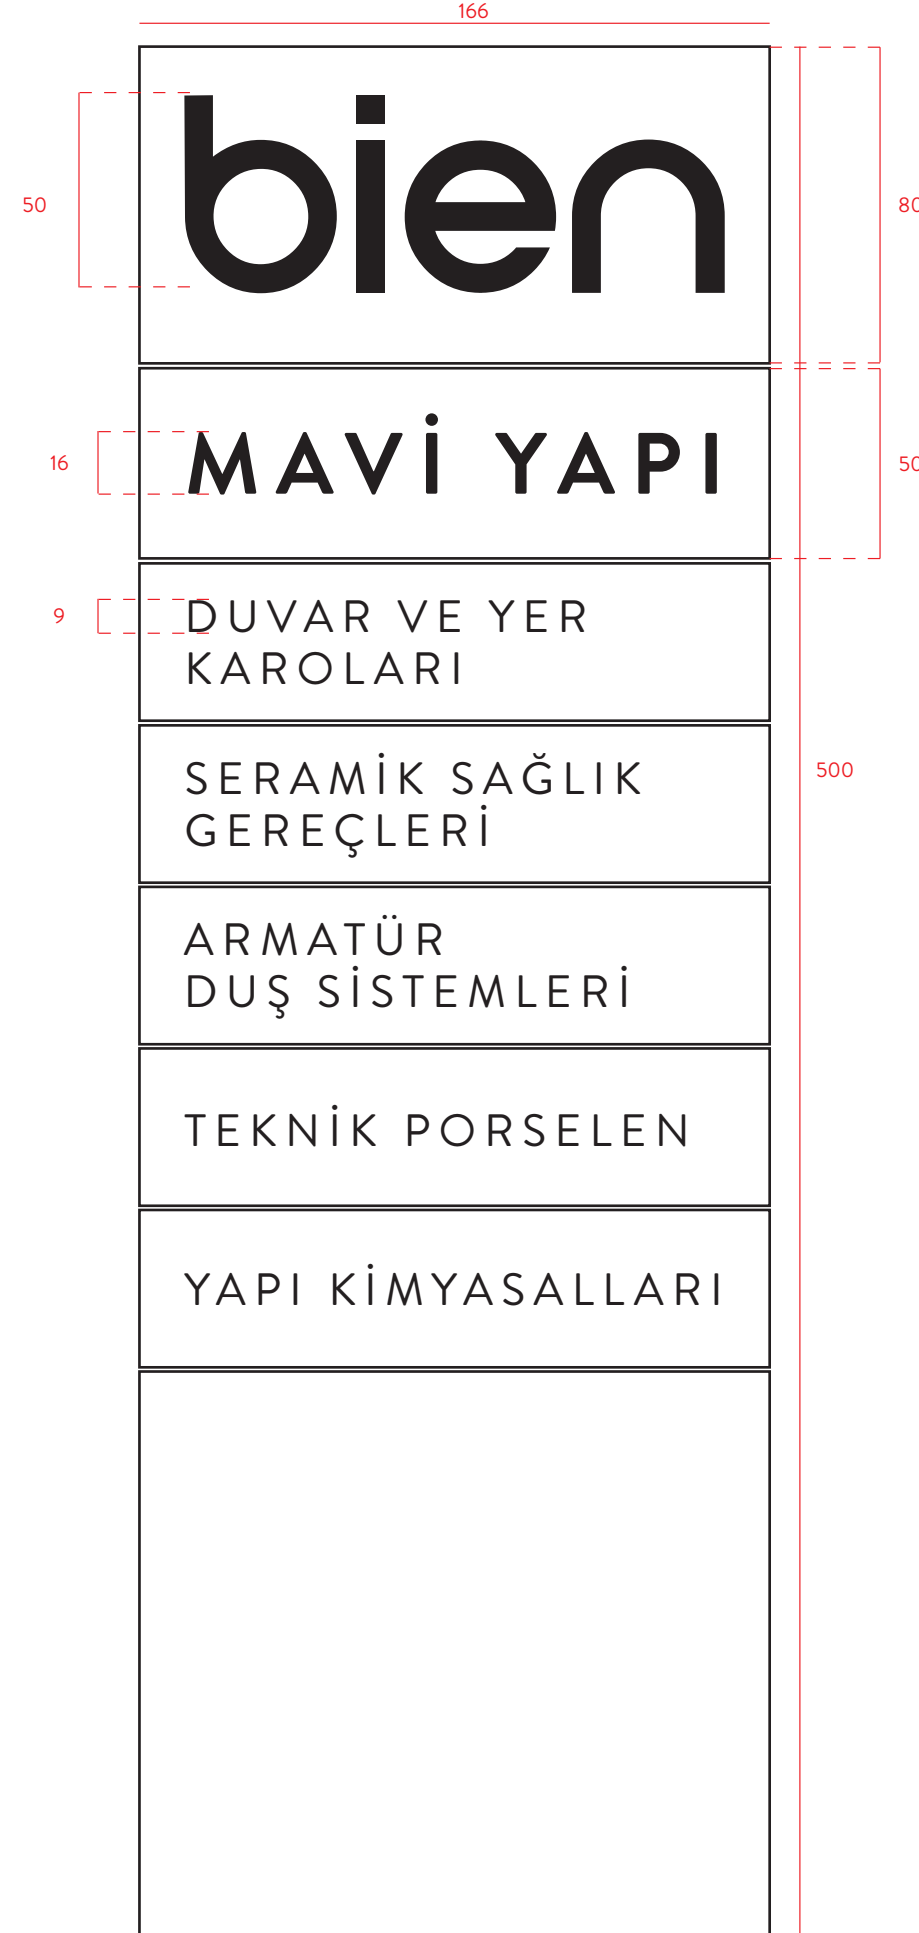 166
bien
50
80
MAVİ YAPI
16
50
9
DUVAR VE YER
KAROLARI
SERAMİK SAĞLIK
GEREÇLERİ
500
ARMATÜR
DUŞ SİSTEMLERİ
TEKNİK PORSELEN
YAPI KİMYASALLARI